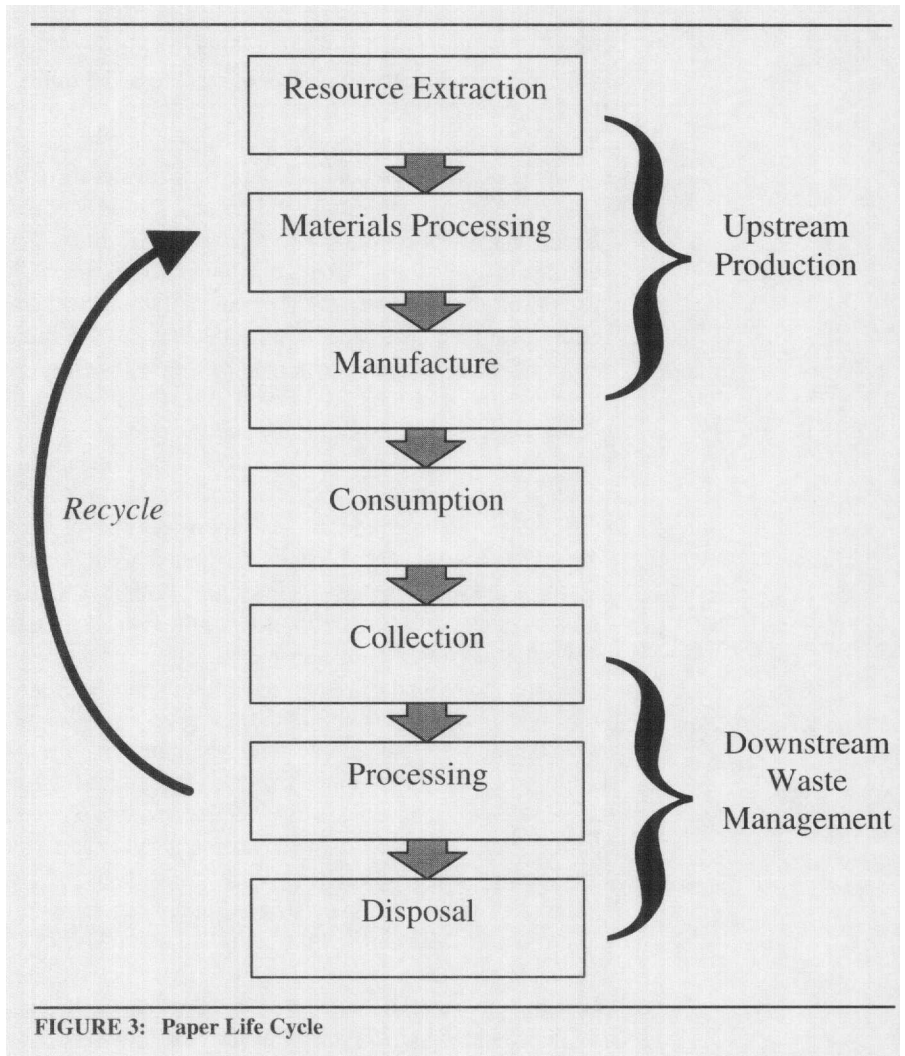 Resource Extraction
Materials Processing
Upstream
Production
Manufacture
Consumption
Recycle
Collection
Processing
Downstream
Waste
Management
Disposal
FIGURE 3: Paper Life Cycle